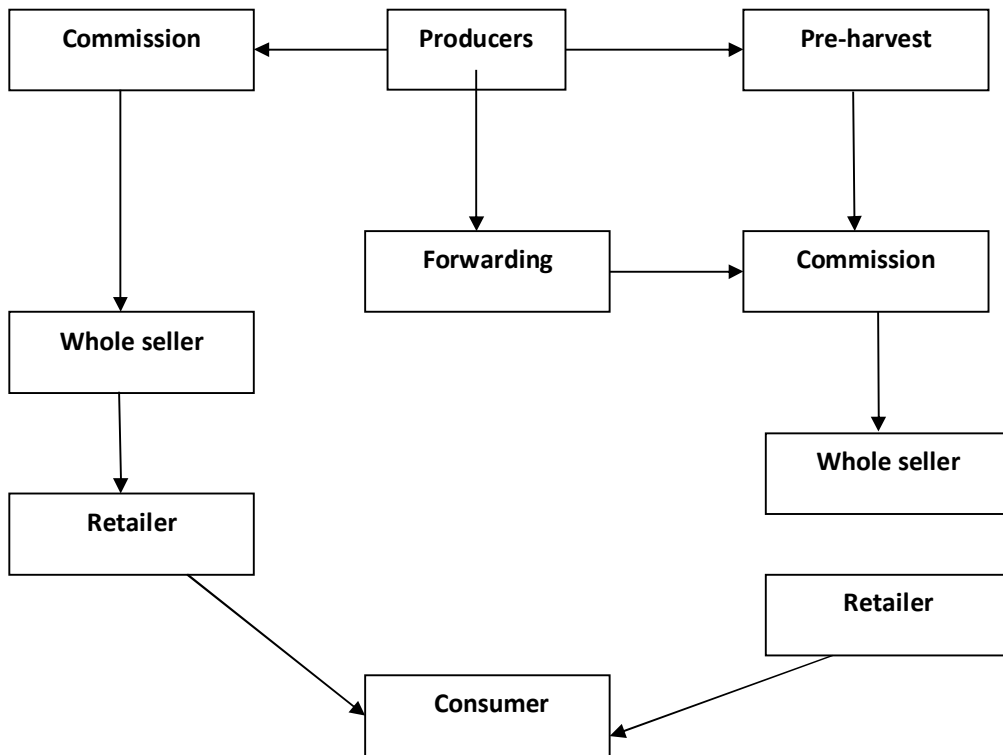 Commission
Producers
Pre-harvest
Forwarding
Commission
Whole seller
Whole seller
Retailer
Retailer
Consumer